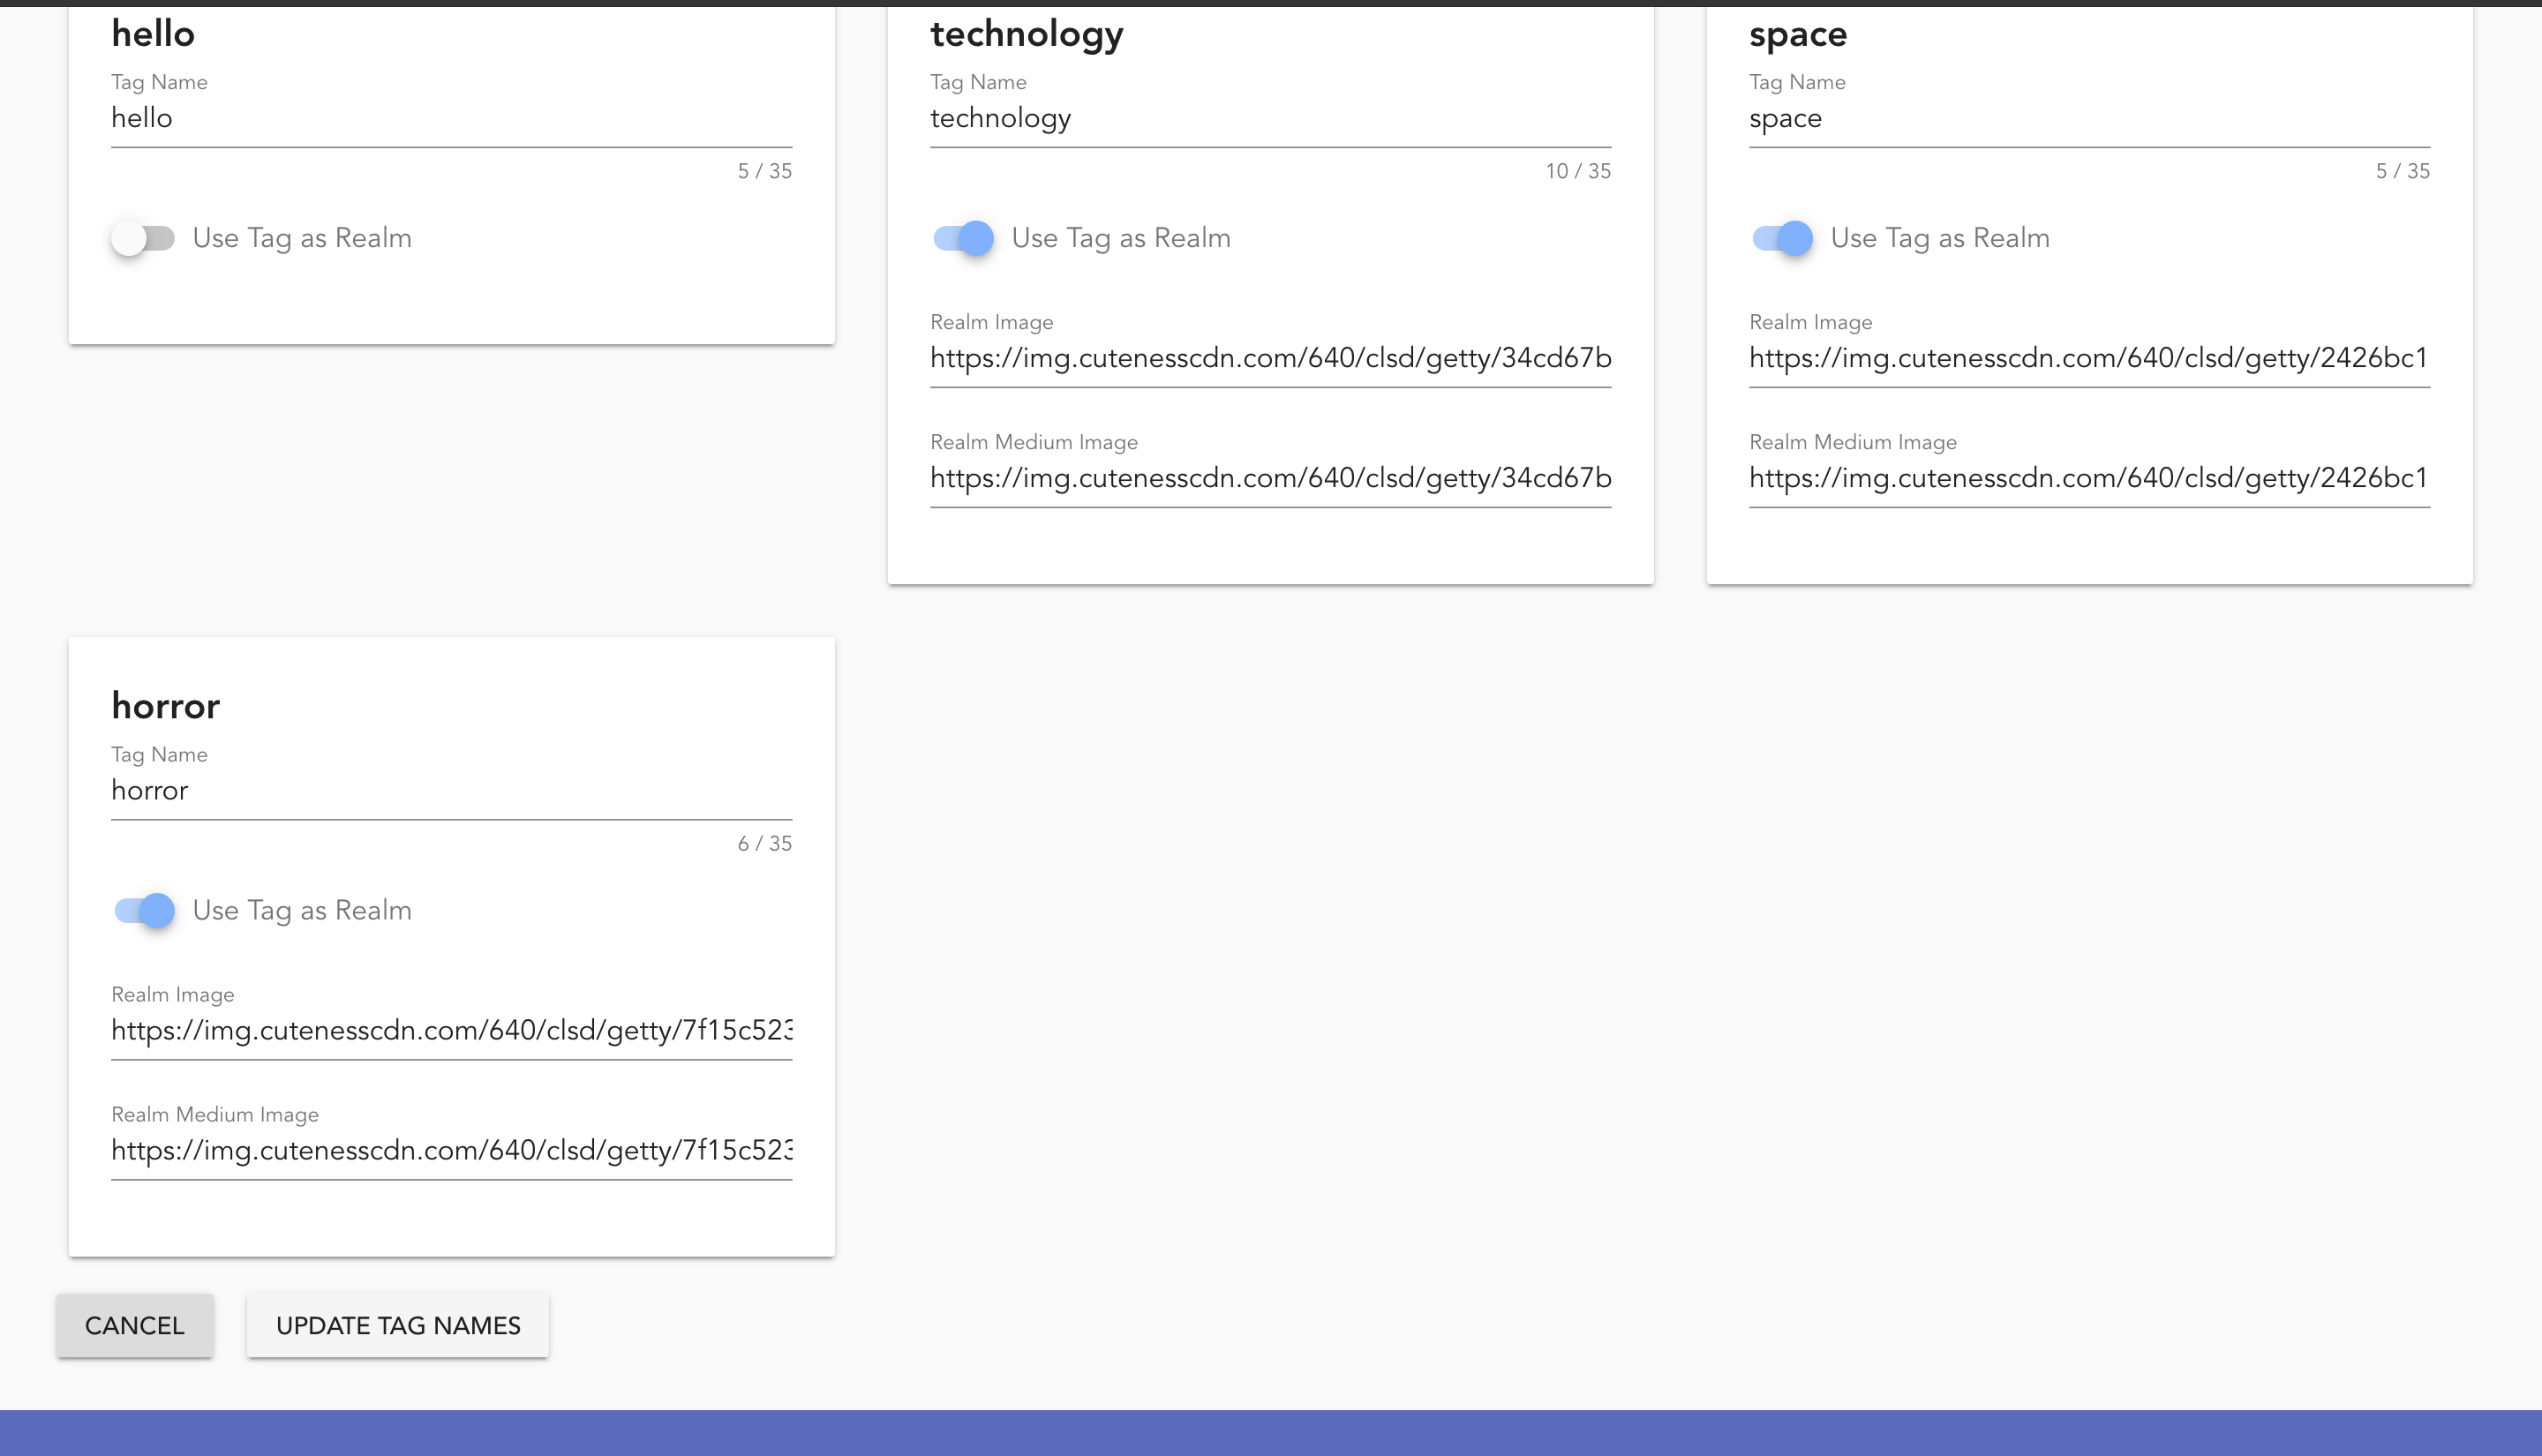 hello
Tag Name
hello
5 / 35
Use Tag as Realm
technology
Tag Name
technology
10 / 35
Use Tag as Realm
Realm Image
https://img.cutenesscdn.com/640/clsd/getty/34cd67b
Realm Medium Image
https://img.cutenesscdn.com/640/clsd/getty/34cd67b
space
Tag Name
space
5 / 35
Use Tag as Realm
Realm Image
https://img.cutenesscdn.com/640/clsd/getty/2426bc1
Realm Medium Image
https://img.cutenesscdn.com/640/clsd/getty/2426bc1
horror
Tag Name
horror
6 / 35
Use Tag as Realm
Realm Image
https://img.cutenesscdn.com/640/clsd/getty/7f15c523
Realm Medium Image
https://img.cutenesscdn.com/640/clsd/getty/7f15c523
CANCEL
UPDATE TAG NAMES